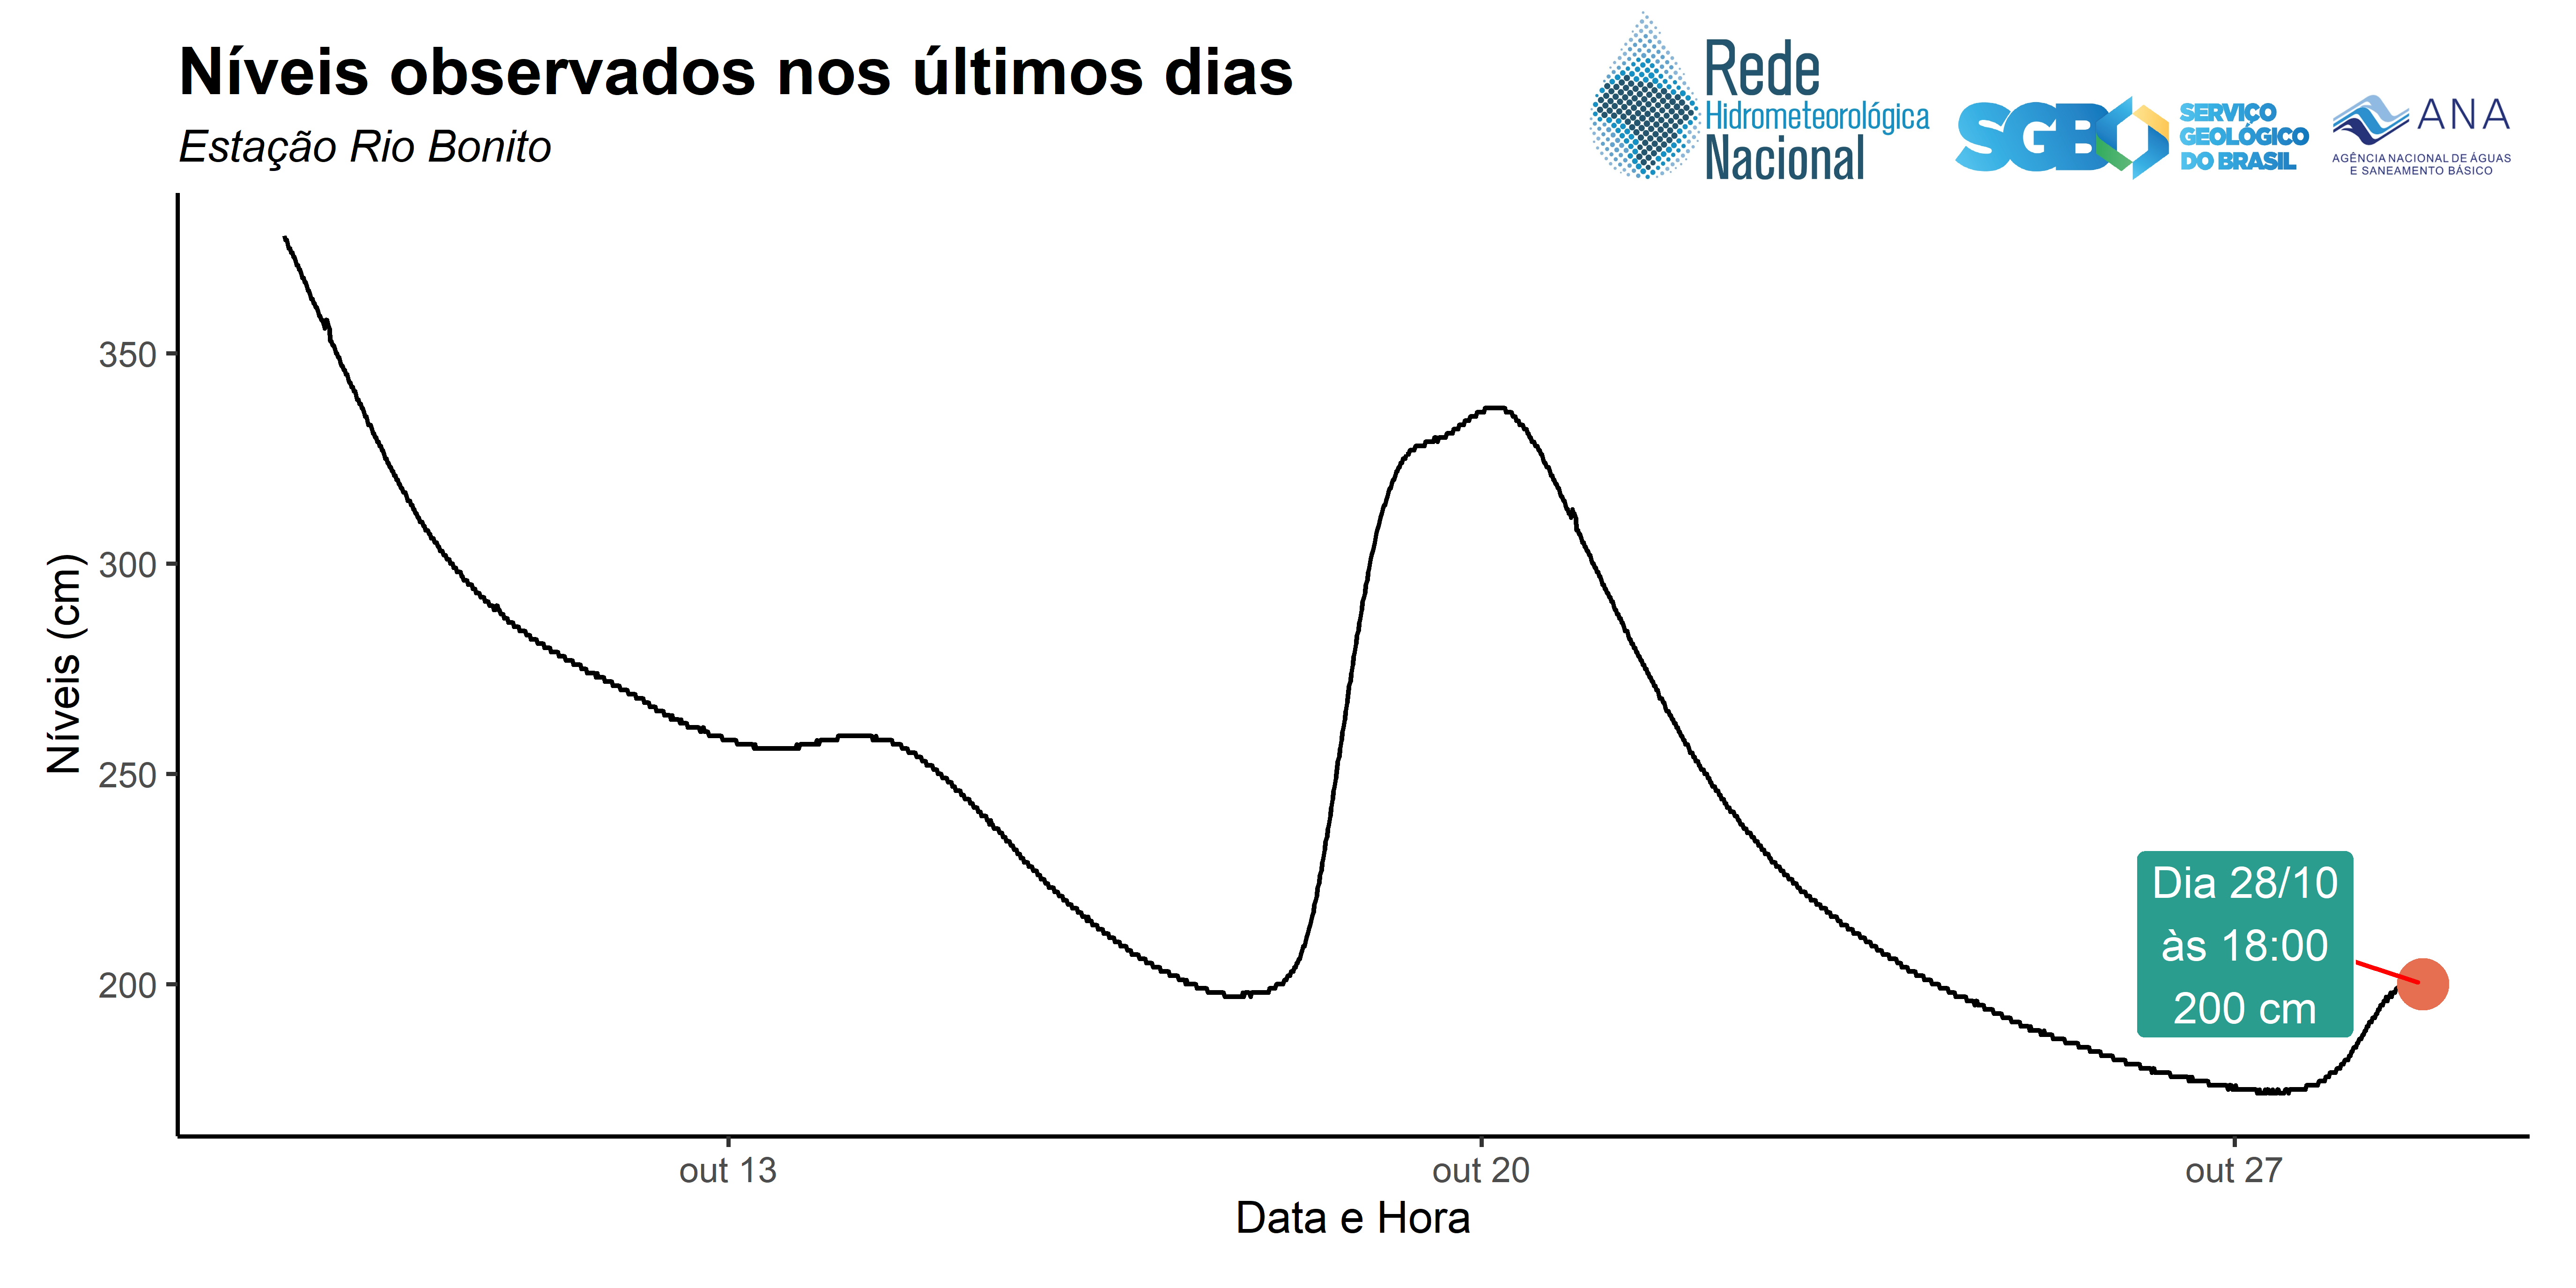 Níveis observados nos últimos dias
Estação Rio Bonito
Rede
Hidrometeorológica
Nacional
SGB
SERVIÇO
GEOLÓGICO
DO BRASIL
ANA
AGÊNCIA NACIONAL DE ÁGUAS
E SANEAMENTO BÁSICO
Níveis (cm)
350
300
250
200
Dia 28/10
às 18:00
200 cm
out 13
out 20
out 27
Data e Hora